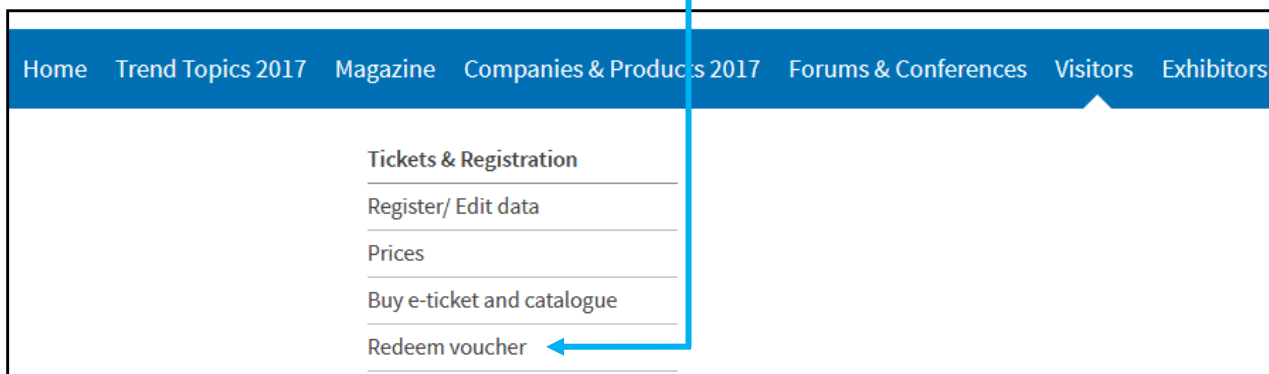 Home Trend Topics 2017 Magazine Companies & Products 2017 Forums & Conferences Visitors Exhibitors
Tickets & Registration
Register/ Edit data
Prices
Buy e-ticket and catalogue
Redeem voucher